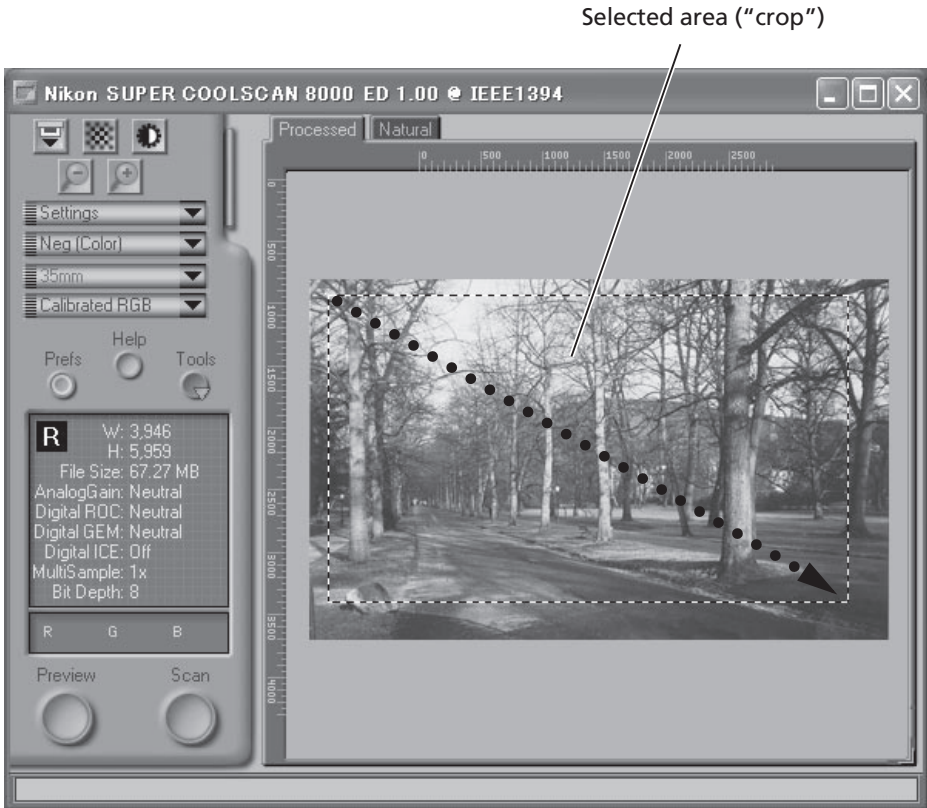 Selected area (“crop”)
Nikon SUPER COOLSCAN 8000 ED 1.00 @ IEEE1394
Processed Natural
0 500 1000 1500 2000 2500
Settings
Neg (Color)
35mm
Calibrated RGB
Prefs Help Tools
R
W: 3,946
H: 5,959
File Size: 67.27 MB
AnalogGain: Neutral
Digital ROC: Neutral
Digital GEM: Neutral
Digital ICE: Off
MultiSample: 1x
Bit Depth: 8
R G B
Preview Scan
0
500
1000
1500
2000
2500
3000
3500
4000